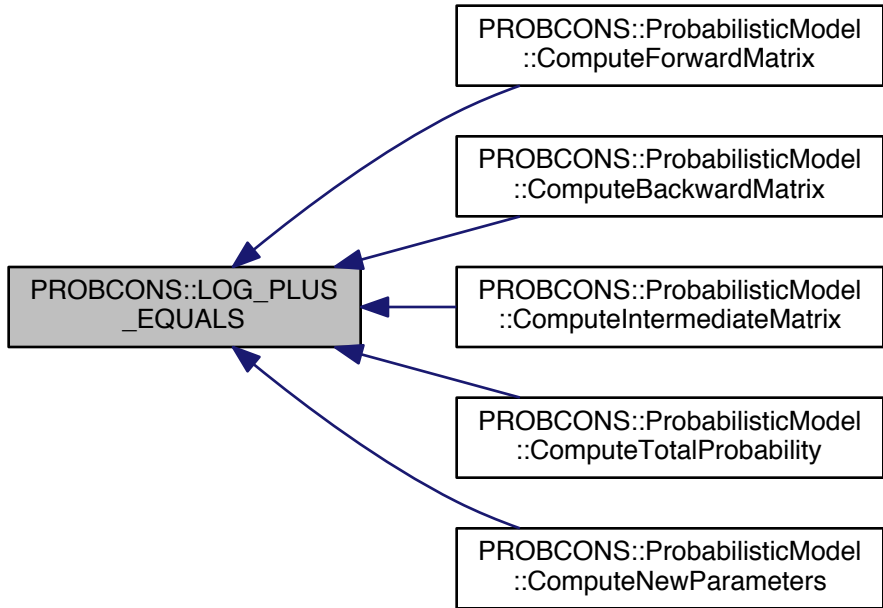 PROBCONS::ProbabilisticModel
::ComputeForwardMatrix
PROBCONS::ProbabilisticModel
::ComputeBackwardMatrix
PROBCONS::LOG_PLUS
_EQUALS
PROBCONS::ProbabilisticModel
::ComputeIntermediateMatrix
PROBCONS::ProbabilisticModel
::ComputeTotalProbability
PROBCONS::ProbabilisticModel
::ComputeNewParameters